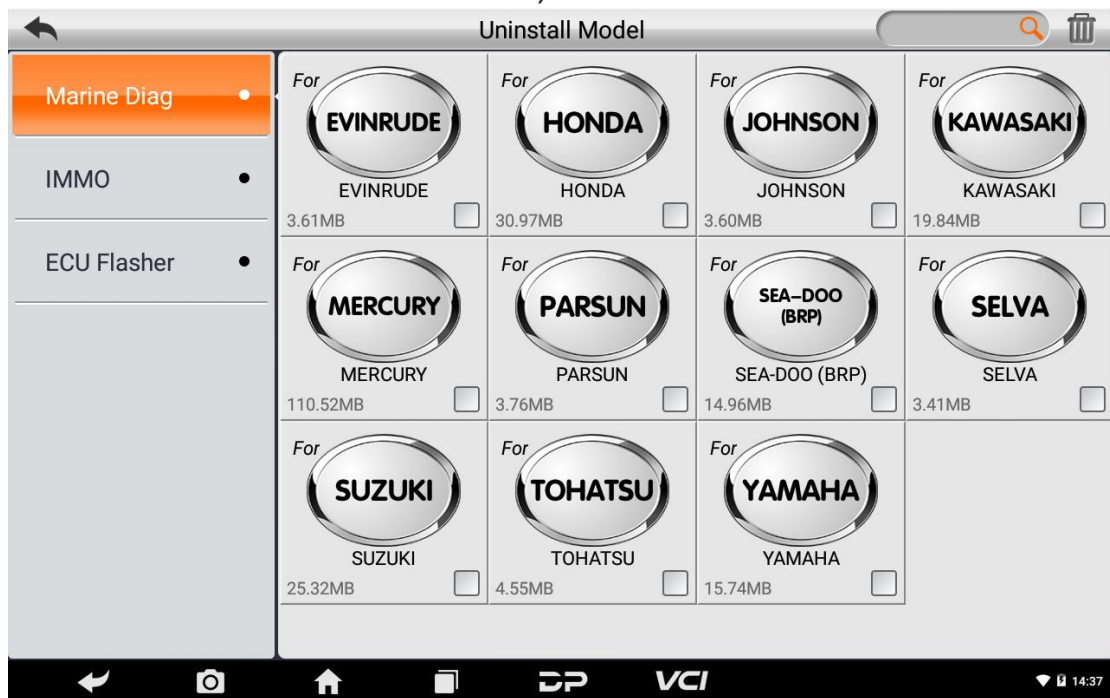 Uninstall Model
Marine Diag
IMMO
ECU Flasher
For
EVINRUDE
EVINRUDE
3.61MB
For
HONDA
HONDA
30.97MB
For
JOHNSON
JOHNSON
3.60MB
For
KAWASAKI
KAWASAKI
19.84MB
For
MERCURY
MERCURY
110.52MB
For
PARSUN
PARSUN
3.76MB
For
SEA-DOO
(BRP)
SEA-DOO (BRP)
14.96MB
For
SELVA
SELVA
3.41MB
For
SUZUKI
SUZUKI
25.32MB
For
TOHATSU
TOHATSU
4.55MB
For
YAMAHA
YAMAHA
15.74MB
DP
VCI
14:37